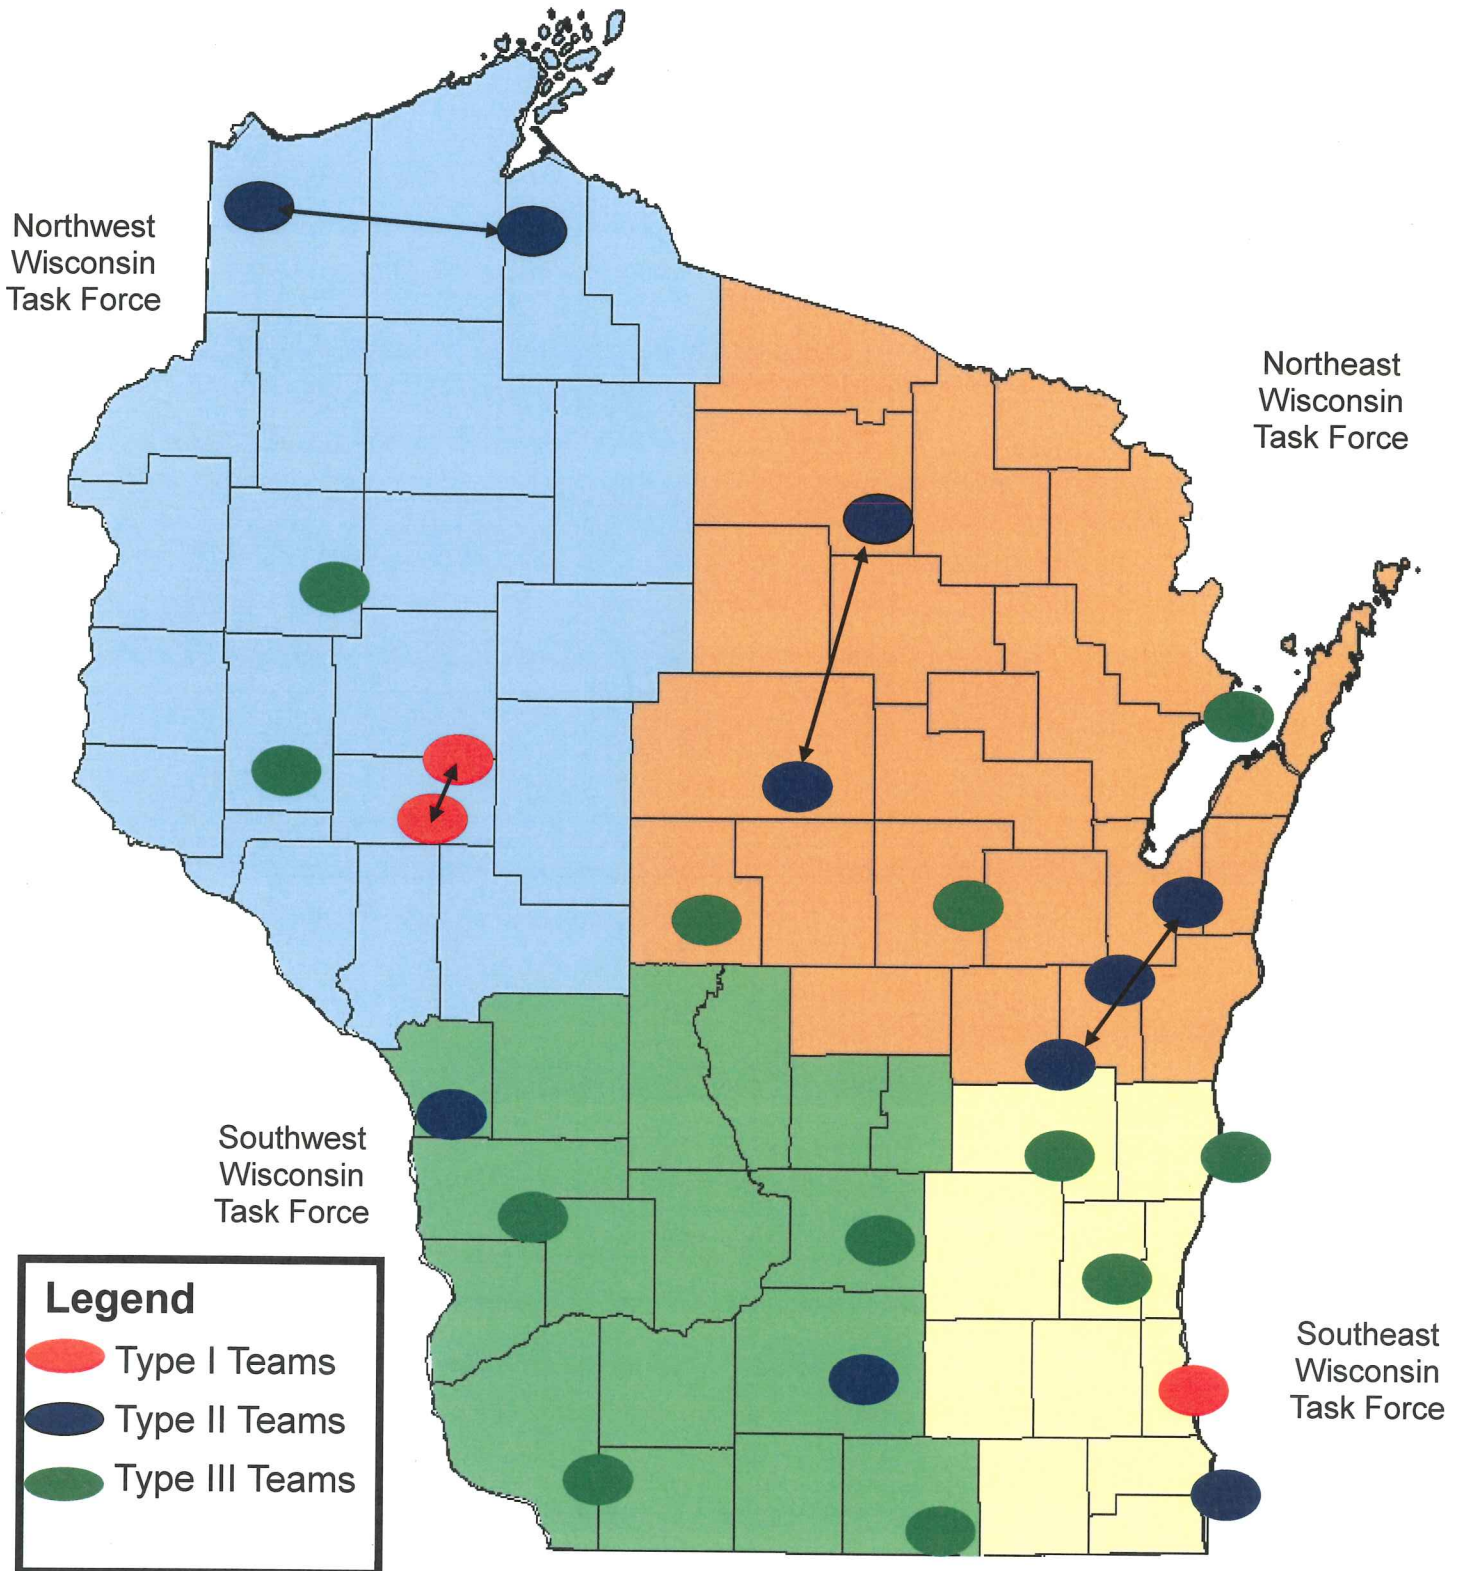 Northwest
Wisconsin
Task Force
Northeast
Wisconsin
Task Force
Southwest
Wisconsin
Task Force
Southeast
Wisconsin
Task Force
Legend
Type I Teams
Type II Teams
Type III Teams